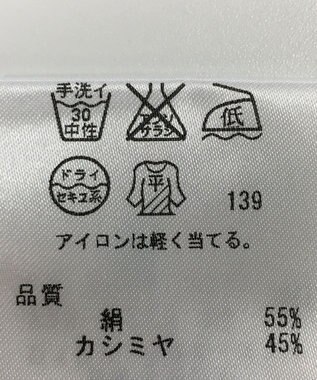 手洗イ
30
中性
エンソ
サラシ
低
ドライ
セキユ系
平
139
アイロンは軽く当てる。
品質
絹 55%
カシミヤ 45%